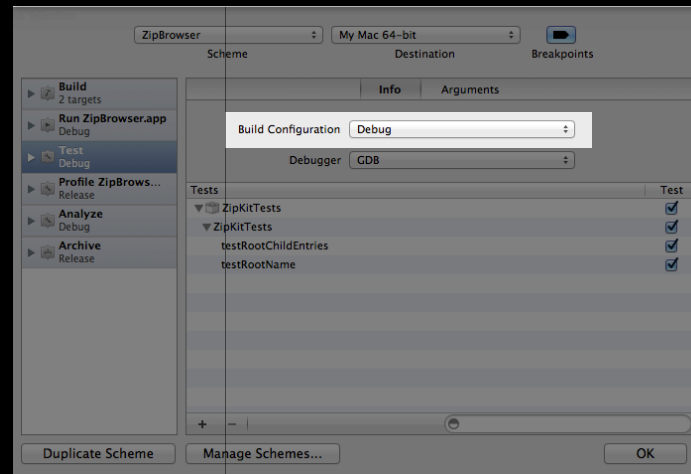 ZipBrowser
My Mac 64-bit
Scheme
Destination
Breakpoints
Build
2 targets
Run ZipBrowser.app
Debug
Test
Debug
Profile ZipBrows...
Release
Analyze
Debug
Archive
Release
Info
Arguments
Build Configuration
Debug
Debugger
GDB
Tests
Test
ZipKitTests
ZipKitTests
testRootChildEntries
testRootName
Duplicate Scheme
Manage Schemes...
OK